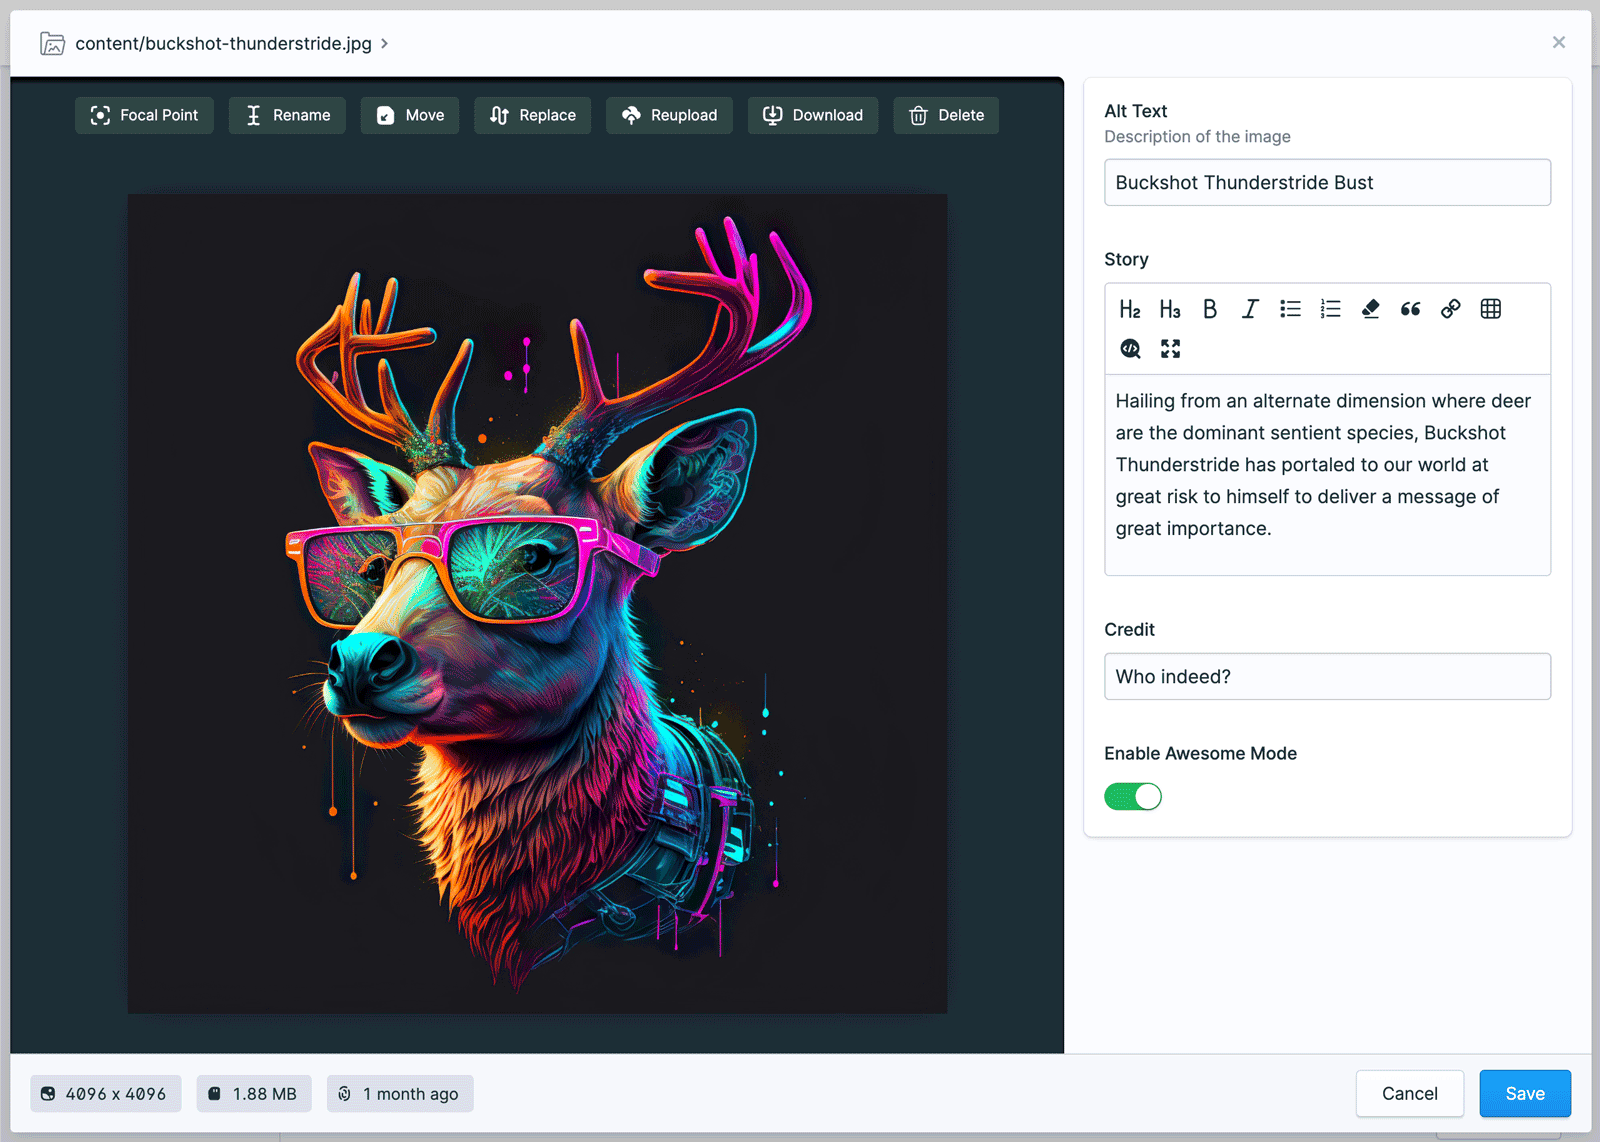 content/buckshot-thunderstride.jpg
Focal Point
Rename
Move
Replace
Reupload
Download
Delete
Alt Text
Description of the image
Buckshot Thunderstride Bust
Story
H2 H3 B I
Hailing from an alternate dimension where deer
are the dominant sentient species, Buckshot
Thunderstride has portaled to our world at
great risk to himself to deliver a message of
great importance.
Credit
Who indeed?
Enable Awesome Mode
4096 x 4096
1.88 MB
1 month ago
Cancel
Save